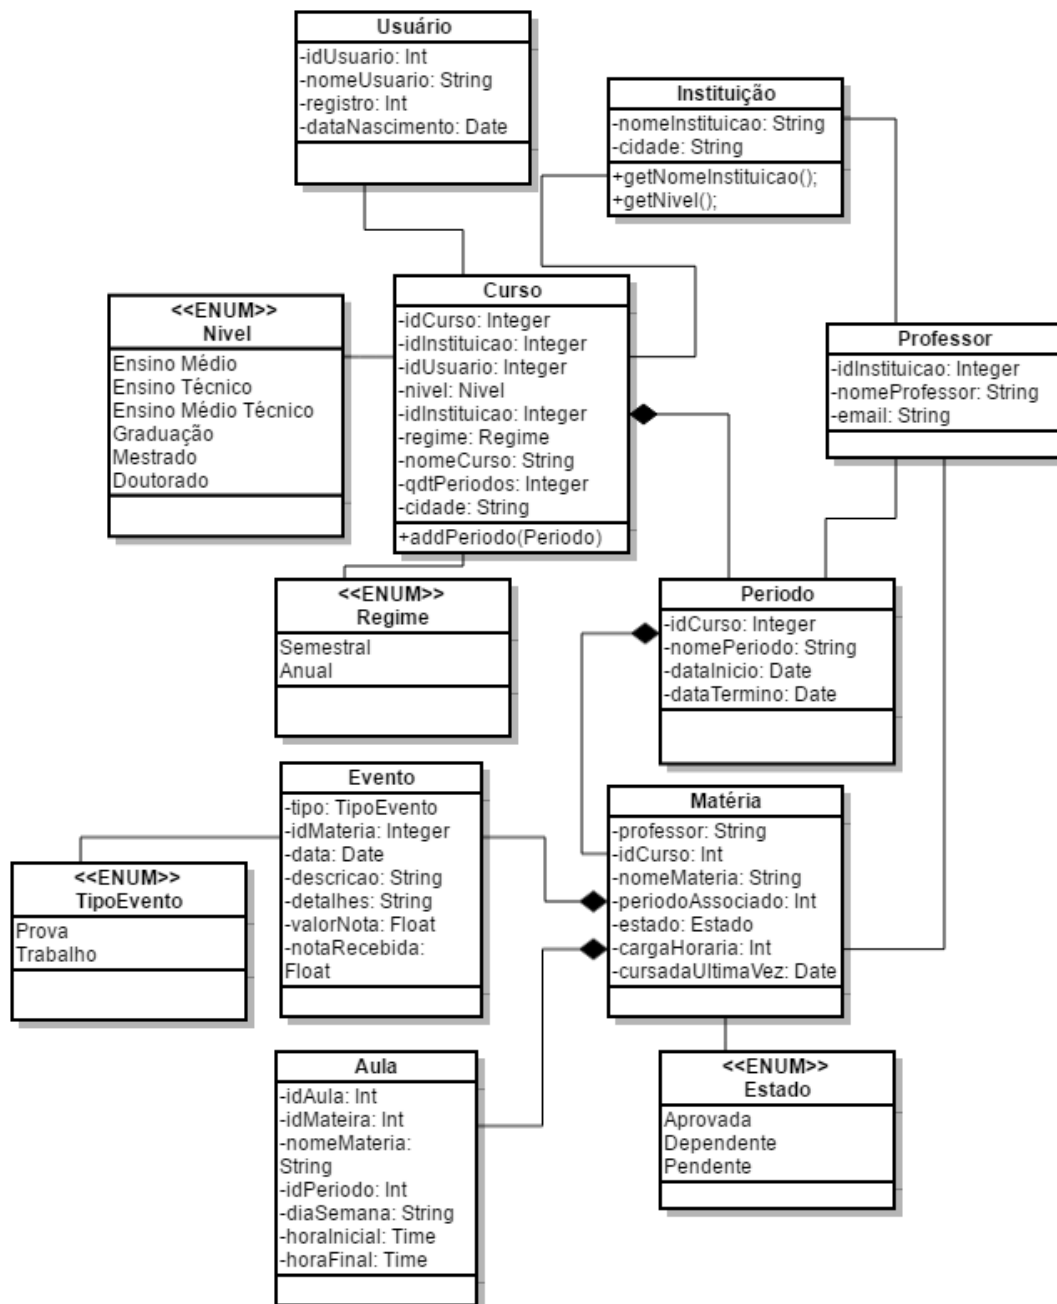 Usuário
-idUsuario: Int
-nomeUsuario: String
-registro: Int
-dataNascimento: Date
Instituição
-nomeInstituicao: String
-cidade: String
+getNomeInstituicao();
+getNivel();
<<ENUM>>
Nivel
Ensino Médio
Ensino Técnico
Ensino Médio Técnico
Graduação
Mestrado
Doutorado
Curso
-idCurso: Integer
-idInstituicao: Integer
-idUsuario: Integer
-nivel: Nivel
-idInstituicao: Integer
-regime: Regime
-nomeCurso: String
-qdtPeriodos: Integer
-cidade: String
+addPeriodo(Periodo)
Professor
-idInstituicao: Integer
-nomeProfessor: String
-email: String
<<ENUM>>
Regime
Semestral
Anual
Periodo
-idCurso: Integer
-nomePeriodo: String
-dataInicio: Date
-dataTermino: Date
Evento
-tipo: TipoEvento
-idMateria: Integer
-data: Date
-descricao: String
-detalhes: String
-valorNota: Float
-notaRecebida:
Float
Matéria
-professor: String
-idCurso: Int
-nomeMateria: String
-periodoAssociado: Int
-estado: Estado
-cargaHoraria: Int
-cursadaUltimaVez: Date
<<ENUM>>
TipoEvento
Prova
Trabalho
Aula
-idAula: Int
-idMateira: Int
-nomeMateria:
String
-idPeriodo: Int
-diaSemana: String
-horaInicial: Time
-horaFinal: Time
<<ENUM>>
Estado
Aprovada
Dependente
Pendente